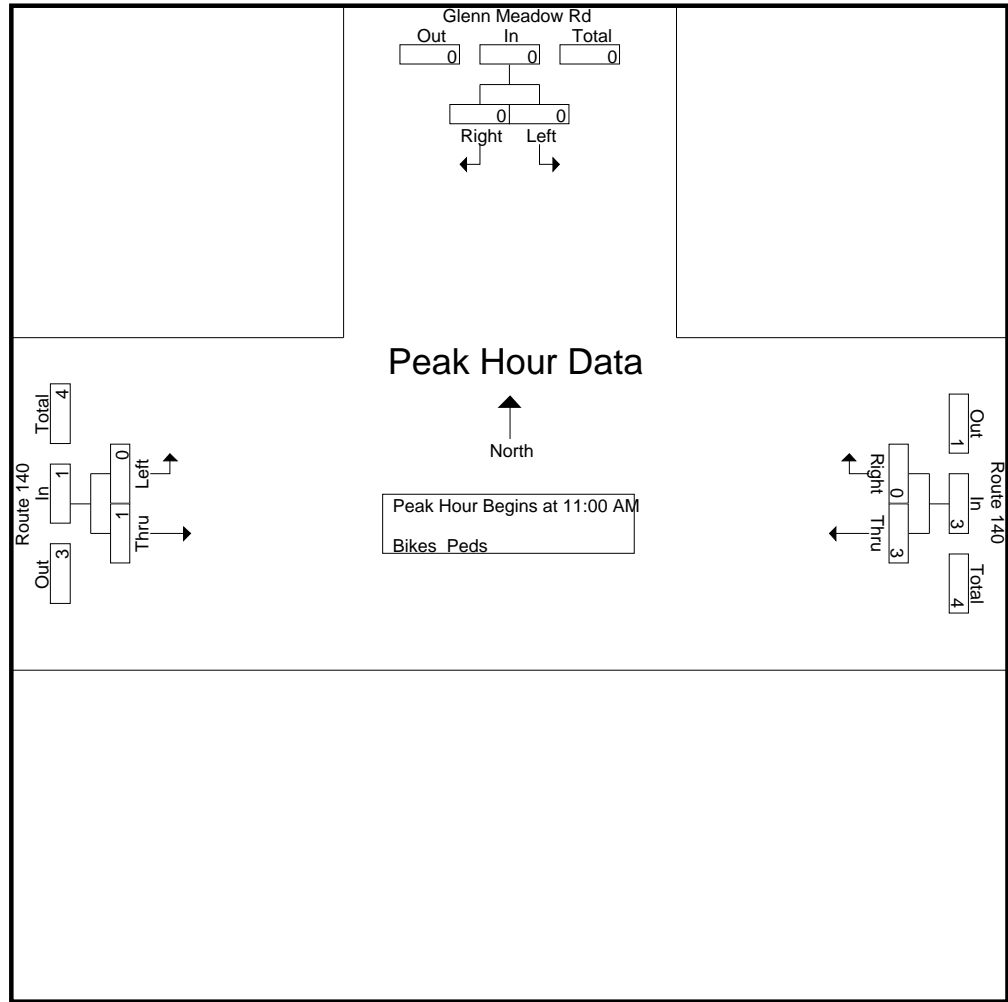 Glenn Meadow Rd
Out In Total
0 0 0
0 0
Right Left
Peak Hour Data
North
Peak Hour Begins at 11:00 AM
Bikes Peds
Route 140
Total In Out
4 1 3
0 1
Left Thru
Route 140
Out In Total
1 3 4
0 3
Right Thru